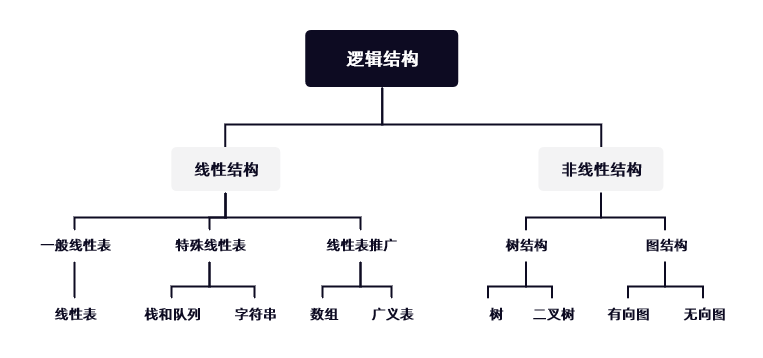 逻辑结构
线性结构
非线性结构
一般线性表
特殊线性表
线性表推广
树结构
图结构
线性表
栈和队列
字符串
数组
广义表
树
二叉树
有向图
无向图